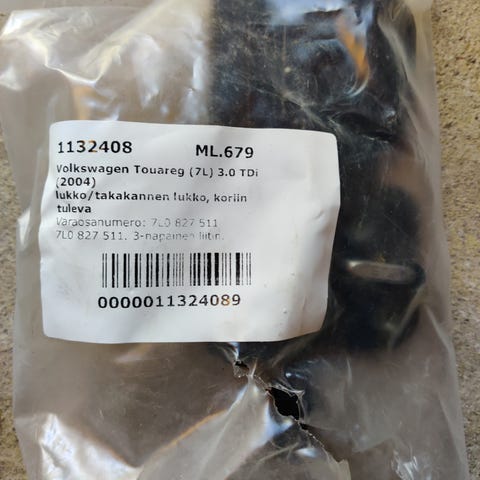 1132408 ML.679
Volkswagen Touareg (7L) 3.0 TDi
(2004)
lukko/takakannen lukko, koriin
tuleva
Varaosanumero: 7L0 827 511
7L0 827 511. 3-napainen liitin.
0000011324089